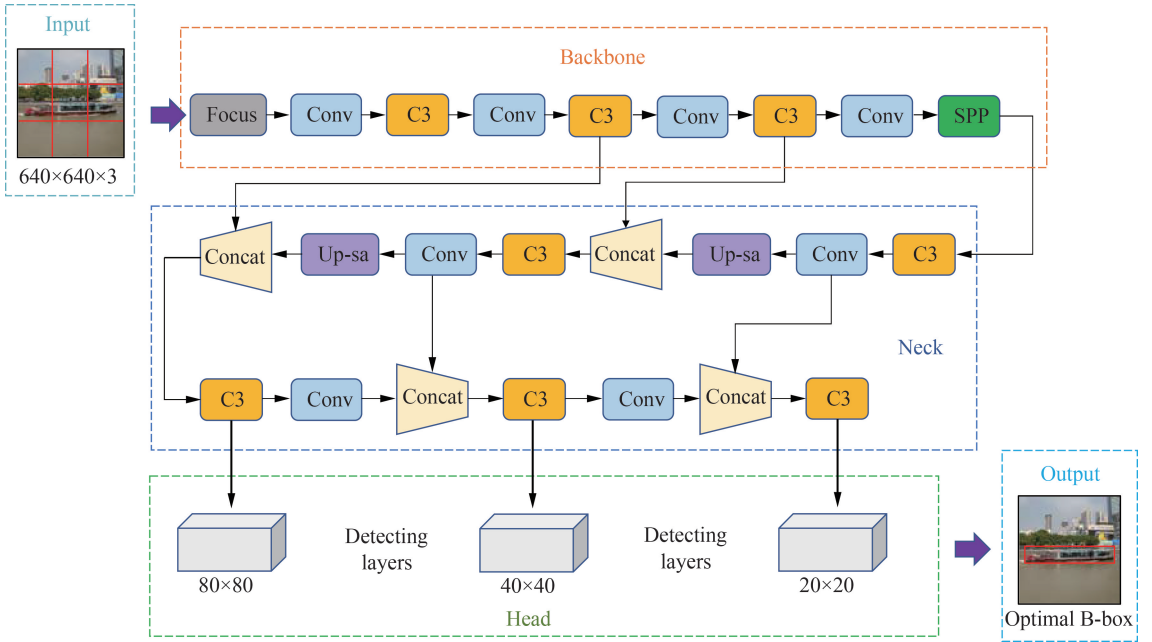 Input
640×640×3
Backbone
Focus
Conv
C3
Conv
C3
Conv
C3
Conv
SPP
Concat
Up-sa
Conv
C3
Concat
Up-sa
Conv
C3
Neck
C3
Conv
Concat
C3
Conv
Concat
C3
80×80
Detecting
layers
40×40
Detecting
layers
20×20
Head
Output
Optimal B-box